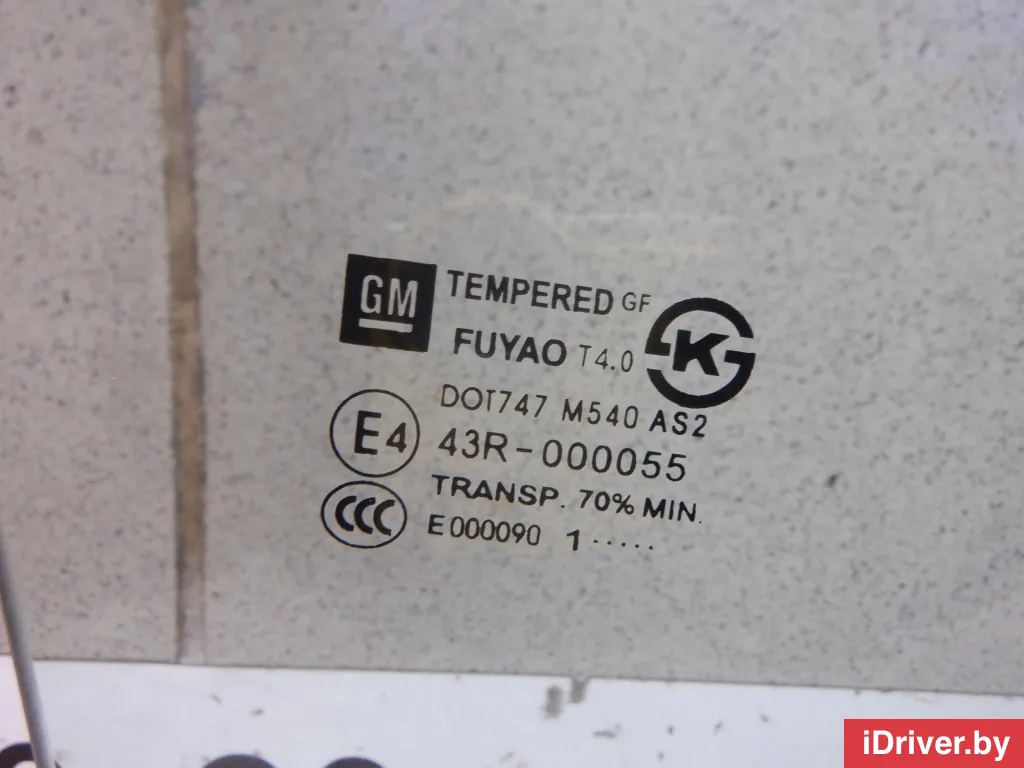 GM TEMPERED GF
FUYAO T4.0
DOT747 M540 AS2
E4 43R-000055
TRANSP. 70% MIN.
CCC E000090 1·····
K
iDriver.by